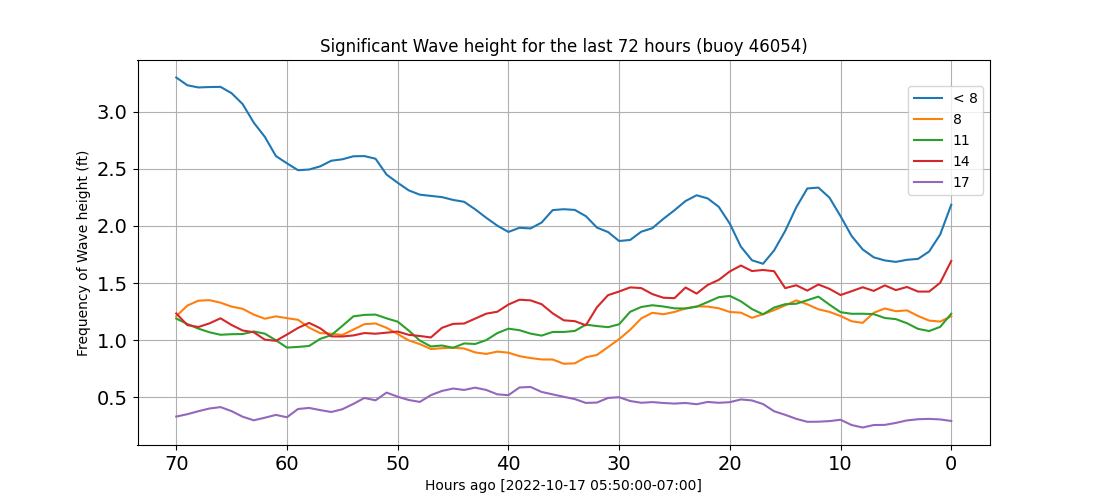 Significant Wave height for the last 72 hours (buoy 46054)
Frequency of Wave height (ft)
3.0
2.5
2.0
1.5
1.0
0.5
< 8
8
11
14
17
70 60 50 40 30 20 10 0
Hours ago [2022-10-17 05:50:00-07:00]